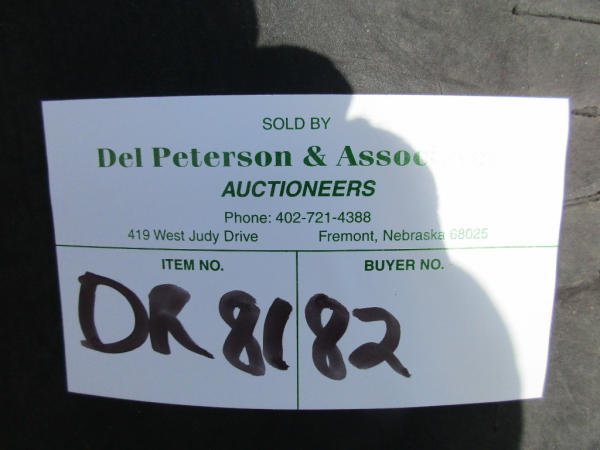 SOLD BY
Del Peterson & Associates
AUCTIONEERS
Phone: 402-721-4388
419 West Judy Drive Fremont, Nebraska 68025
ITEM NO. BUYER NO.
DR8182